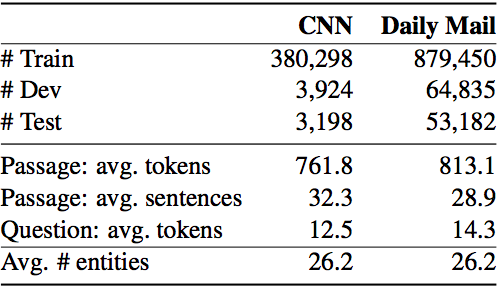 CNN Daily Mail
# Train 380,298 879,450
# Dev 3,924 64,835
# Test 3,198 53,182
Passage: avg. tokens 761.8 813.1
Passage: avg. sentences 32.3 28.9
Question: avg. tokens 12.5 14.3
Avg. # entities 26.2 26.2